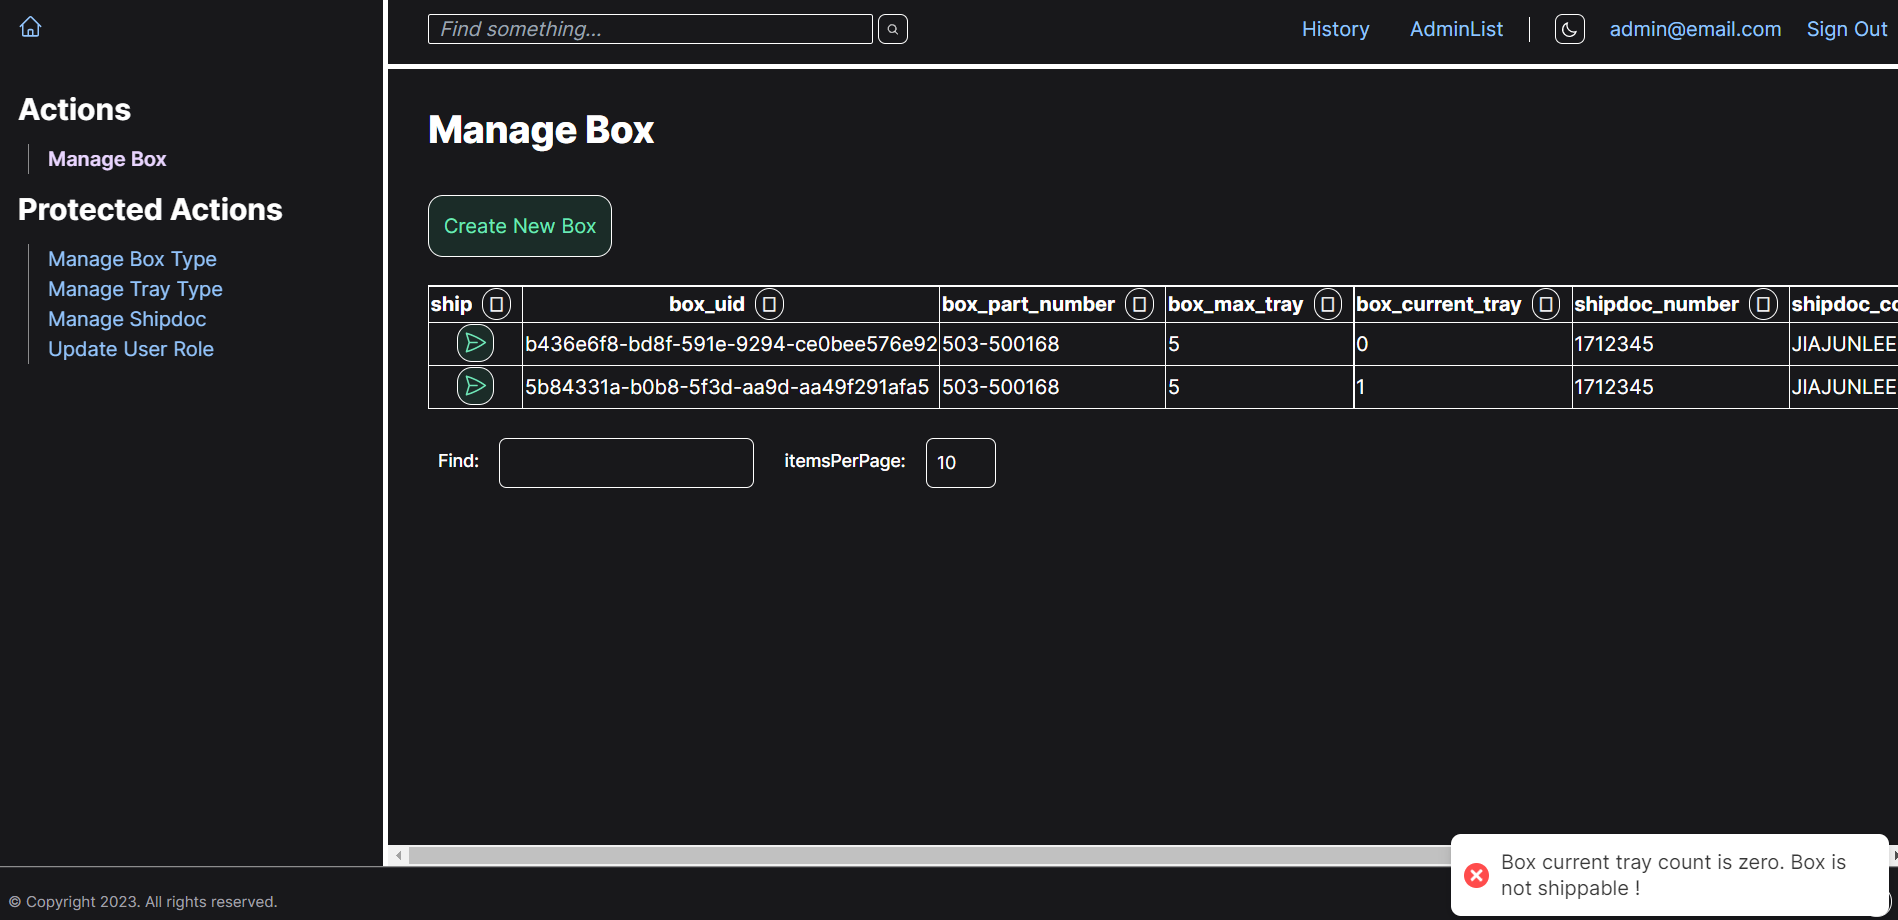 Find something...
History
AdminList
admin@email.com
Sign Out
Actions
Manage Box
Protected Actions
Manage Box Type
Manage Tray Type
Manage Shipdoc
Update User Role
Manage Box
Create New Box
ship box_uid box_part_number box_max_tray box_current_tray shipdoc_number shipdoc_co
b436e6f8-bd8f-591e-9294-ce0bee576e92 503-500168 5 0 1712345 JIAJUNLEE
5b84331a-b0b8-5f3d-aa9d-aa49f291afa5 503-500168 5 1 1712345 JIAJUNLEE
Find: itemsPerPage: 10
Box current tray count is zero. Box is
not shippable !
© Copyright 2023. All rights reserved.